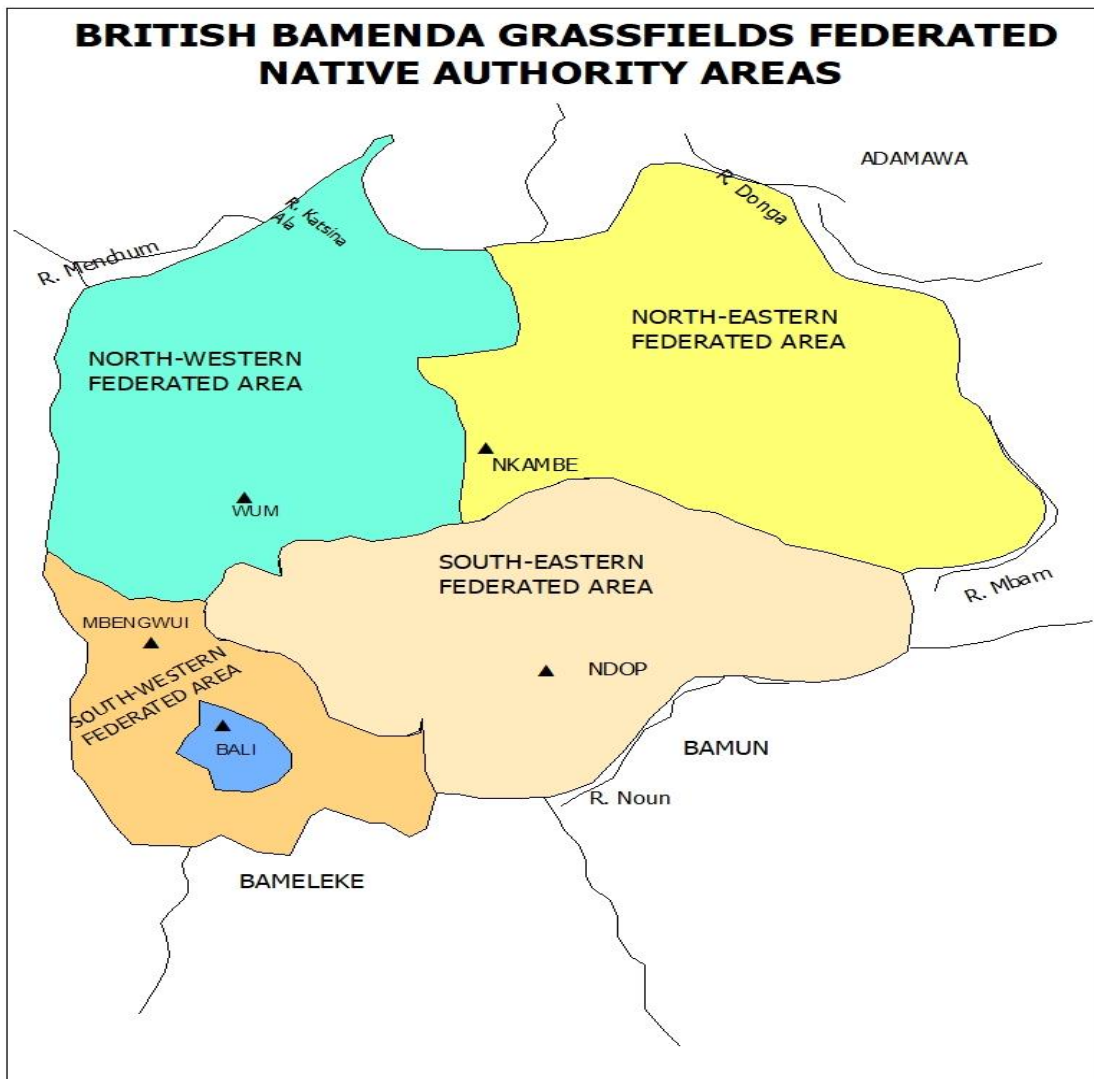 BRITISH BAMENDA GRASSFIELDS FEDERATED
NATIVE AUTHORITY AREAS
ADAMAWA
R. Donga
R. Katsina
Ala
R. Menchum
NORTH-EASTERN
FEDERATED AREA
NORTH-WESTERN
FEDERATED AREA
NKAMBE
WUM
SOUTH-EASTERN
FEDERATED AREA
R. Mbam
MBENGWUI
SOUTH-WESTERN
FEDERATED AREA
NDOP
BALI
BAMUN
R. Noun
BAMELEKE